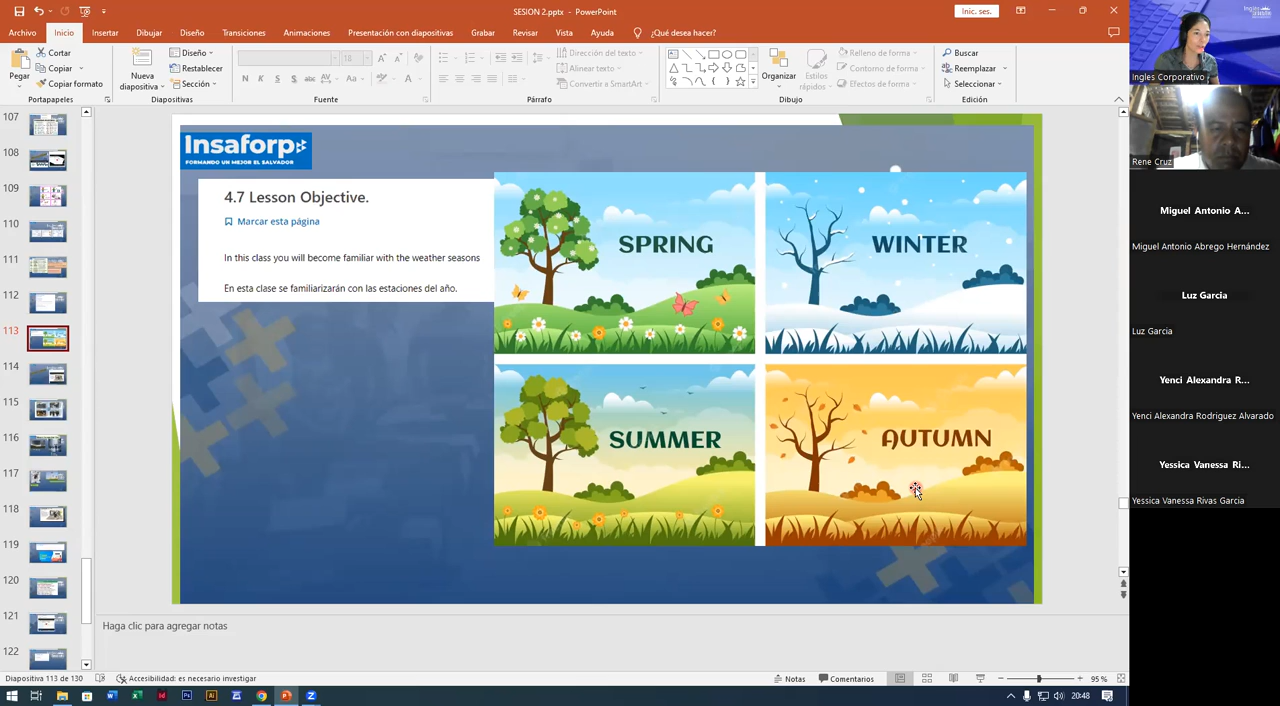 SESION 2.pptx - PowerPoint
Inic. ses.
Archivo Inicio Insertar Dibujar Diseño Transiciones Animaciones Presentación con diapositivas Grabar Revisar Vista Ayuda ¿Qué desea hacer?
Pegar
Cortar
Copiar
Copiar formato
Portapapeles
Nueva diapositiva
Diseño
Restablecer
Sección
Diapositivas
18
N K S S abc AV Aa A
Fuente
Párrafo
Dirección del texto
Alinear texto
Convertir a SmartArt
Organizar
Estilos rápidos
Relleno de forma
Contorno de forma
Efectos de forma
Dibujo
Buscar
Reemplazar
Seleccionar
Edición
107
108
109
110
111
12
113
114
115
116
117
8
119
120
121
122
Insaforp
FORMANDO UN MEJOR EL SALVADOR
4.7 Lesson Objective.
Marcar esta página
In this class you will become familiar with the weather seasons
En esta clase se familiarizarán con las estaciones del año.
SPRING
WINTER
SUMMER
AUTUMN
Haga clic para agregar notas
Diapositiva 113 de 130
Accesibilidad: es necesario investigar
Notas
Comentarios
95 %
20:48
Ingles Corporativo
Rene Cruz
Miguel Antonio A...
Miguel Antonio Abrego Hernández
Luz Garcia
Luz Garcia
Yenci Alexandra R...
Yenci Alexandra Rodriguez Alvarado
Yessica Vanessa Ri...
Yessica Vanessa Rivas Garcia